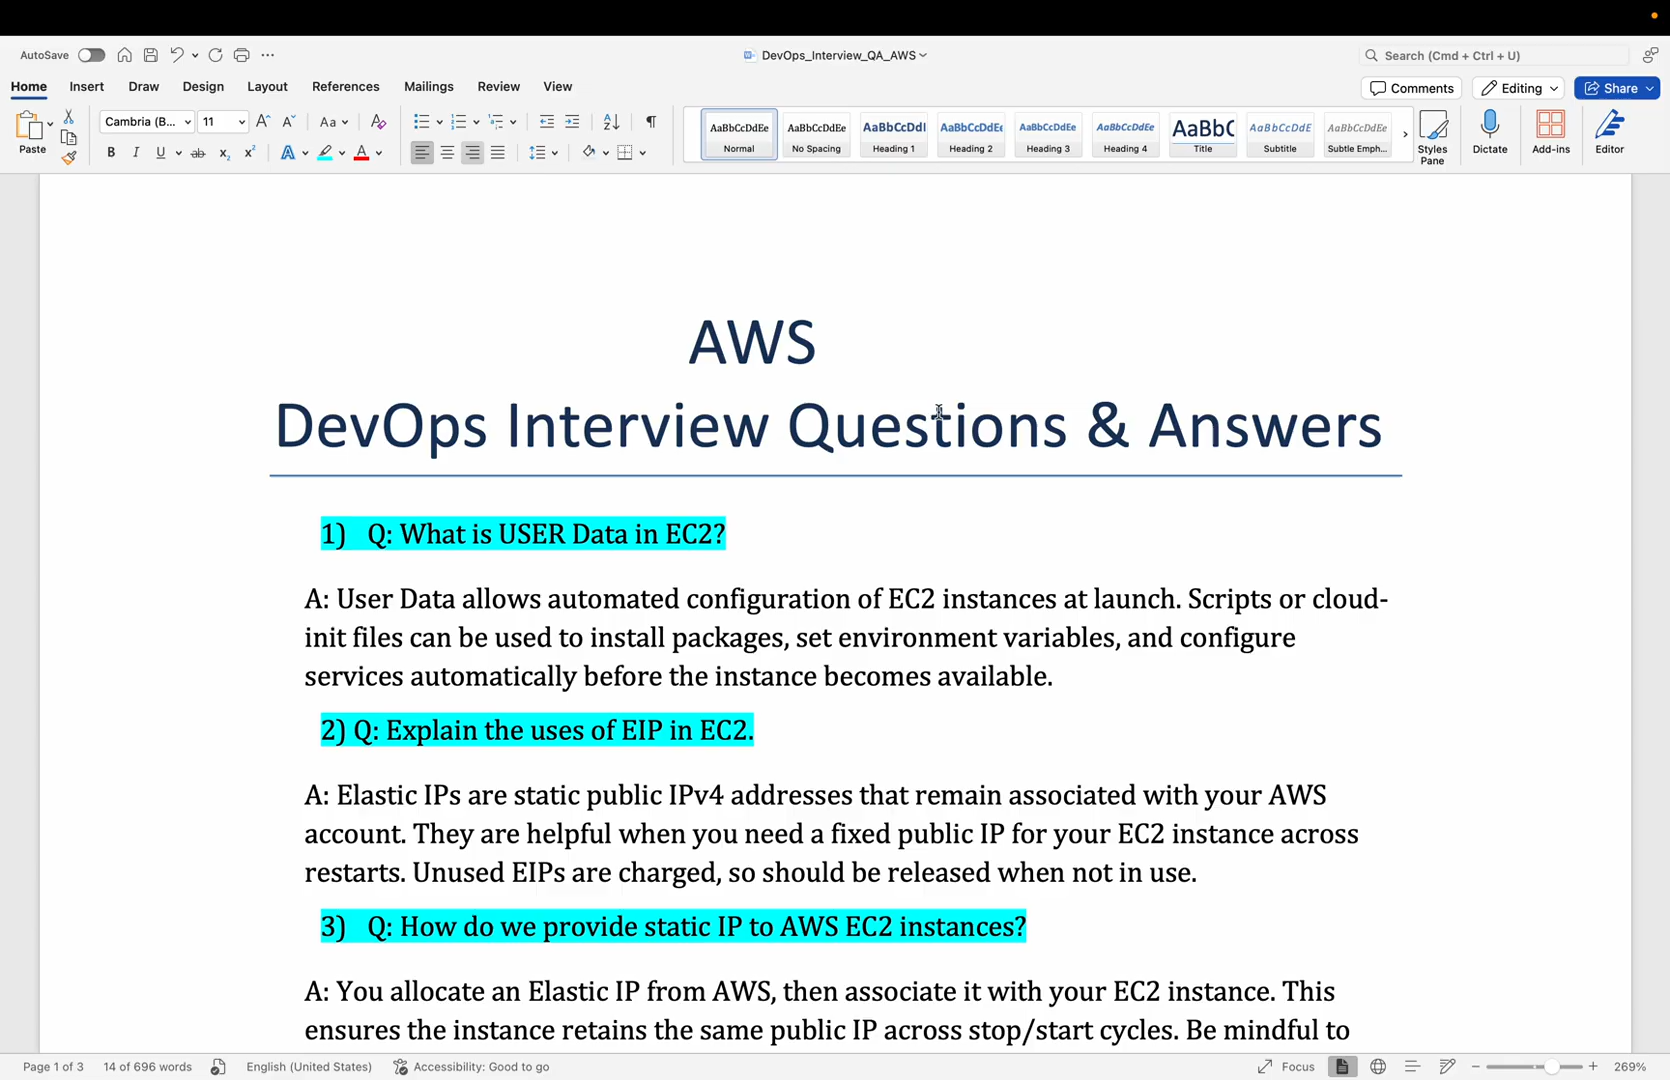 AutoSave
DevOps_Interview_QA_AWS
Search (Cmd + Ctrl + U)
Home Insert Draw Design Layout References Mailings Review View
Comments Editing Share
Paste
Cambria (B... 11
Aa
AaBbCcDdEe AaBbCcDdEe AaBbCcDdI AaBbCcDdEe AaBbCcDdEe AaBbCcDdEe AaBbC AaBbCcDdE AaBbCcDdEe
Normal No Spacing Heading 1 Heading 2 Heading 3 Heading 4 Title Subtitle Subtle Emph...
Styles Pane
Dictate
Add-ins
Editor
AWS
DevOps Interview Questions & Answers
1) Q: What is USER Data in EC2?
A: User Data allows automated configuration of EC2 instances at launch. Scripts or cloud-
init files can be used to install packages, set environment variables, and configure
services automatically before the instance becomes available.
2) Q: Explain the uses of EIP in EC2.
A: Elastic IPs are static public IPv4 addresses that remain associated with your AWS
account. They are helpful when you need a fixed public IP for your EC2 instance across
restarts. Unused EIPs are charged, so should be released when not in use.
3) Q: How do we provide static IP to AWS EC2 instances?
A: You allocate an Elastic IP from AWS, then associate it with your EC2 instance. This
ensures the instance retains the same public IP across stop/start cycles. Be mindful to
Page 1 of 3 14 of 696 words English (United States) Accessibility: Good to go Focus 269%